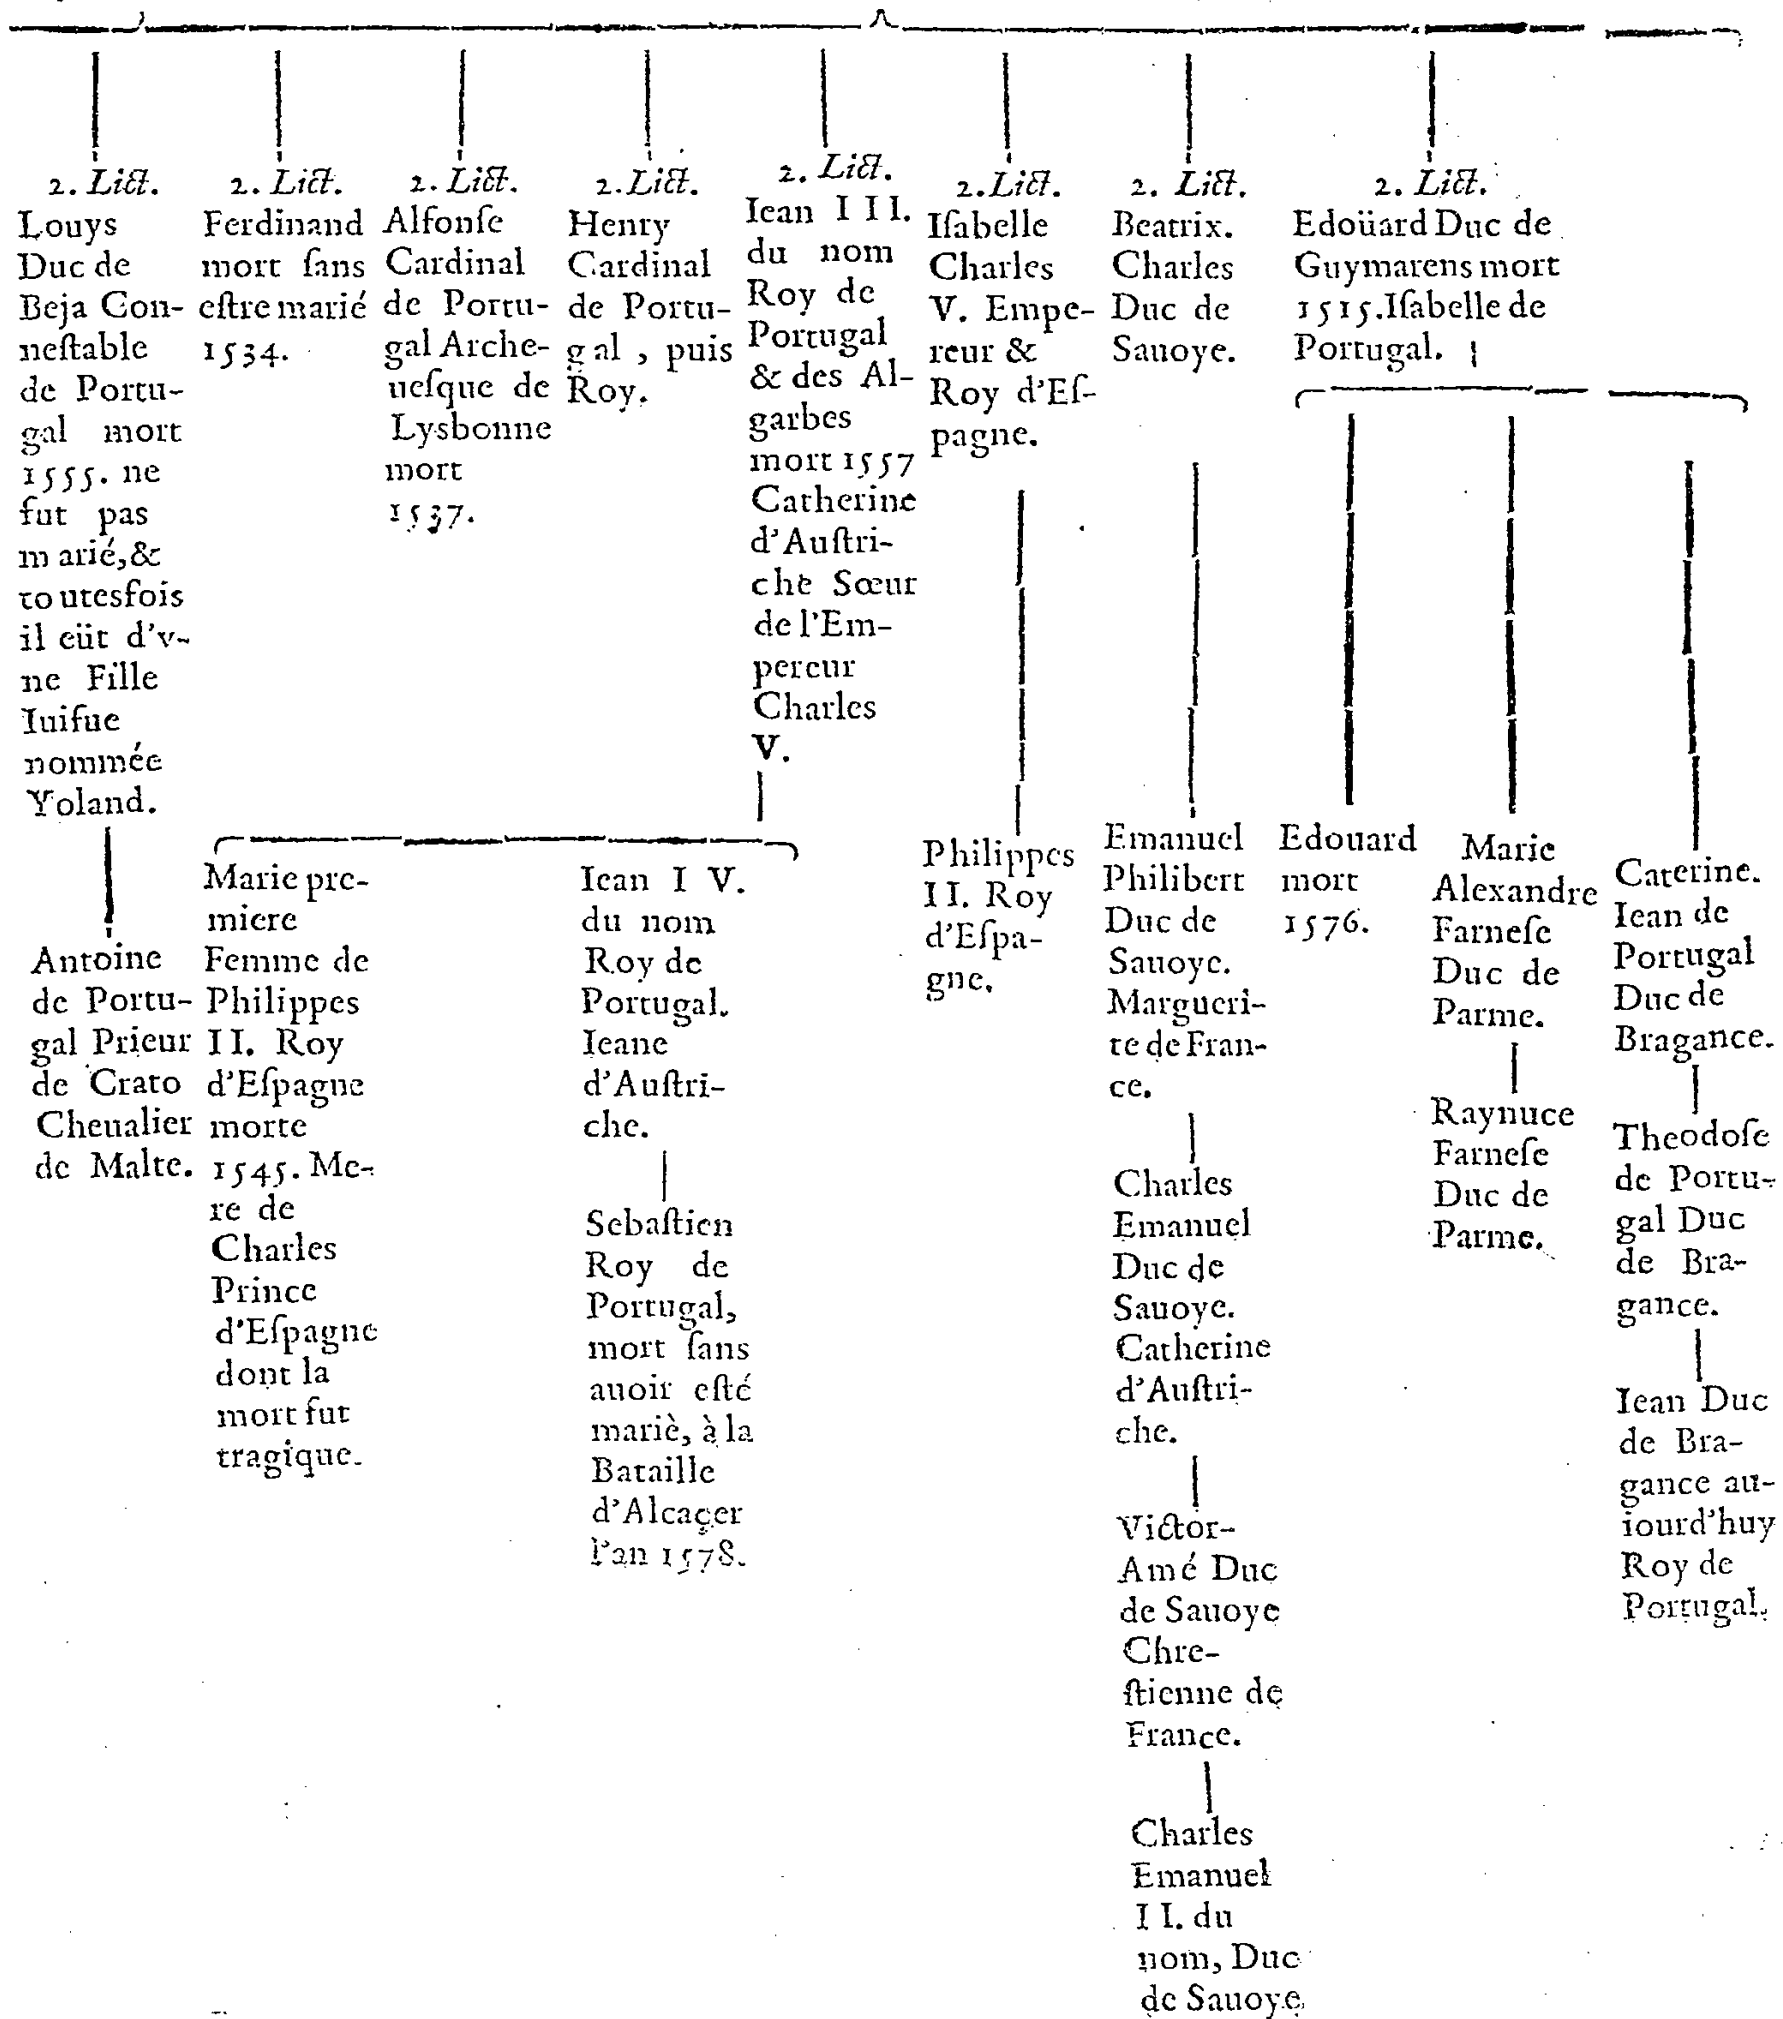 2. Lict.
Louys
Duc de
Beja Con-
neſtable
de Portu-
gal mort
1555. ne
fut pas
m arié, &
to utesfois
il eüt d'v-
ne Fille
Iuifue
nommée
Yoland.
Antoine
de Portu-
gal Prieur
de Crato
Cheualier
de Malte.
2. Lict.
Ferdinand
mort ſans
eſtre marié
1534.
2. Lict.
Alfonſe
Cardinal
de Portu-
gal Arche-
ueſque de
Lysbonne
mort
1537.
2. Lict.
Henry
Cardinal
de Portu-
gal, puis
Roy.
2. Lict.
Iean III.
du nom
Roy de
Portugal
& des Al-
garbes
mort 1557
Catherine
d'Auſtri-
che Sœur
de l'Em-
pereur
Charles
V.
Marie pre-
miere
Femme de
Philippes
II. Roy
d'Eſpagne
morte
1545. Me-
re de
Charles
Prince
d'Eſpagne
dont la
mort fut
tragique.
Iean I V.
du nom
Roy de
Portugal.
Ieane
d'Auſtri-
che.
Sebaſtien
Roy de
Portugal,
mort ſans
auoir eſté
mariè, à la
Bataille
d'Alcaçer
l'an 1578.
2. Lict.
Iſabelle
Charles
V. Empe-
reur &
Roy d'Eſ-
pagne.
Philippes
II. Roy
d'Eſpa-
gne.
2. Lict.
Beatrix.
Charles
Duc de
Sauoye.
Emanuel
Philibert
Duc de
Sauoye.
Margueri-
te de Fran-
ce.
Charles
Emanuel
Duc de
Sauoye.
Catherine
d'Auſtri-
che.
Victor-
Amé Duc
de Sauoye
Chre-
ſtienne de
France.
Charles
Emanuel
II. du
nom, Duc
de Sauoye
2. Lict.
Edoüard Duc de
Guymarens mort
1515. Iſabelle de
Portugal.
Edouard
mort
1576.
Marie
Alexandre
Farneſe
Duc de
Parme.
Raynuce
Farneſe
Duc de
Parme.
Caterine.
Iean de
Portugal
Duc de
Bragance.
Theodoſe
de Portu-
gal Duc
de Bra-
gance.
Iean Duc
de Bra-
gance au-
iourd'huy
Roy de
Portugal.